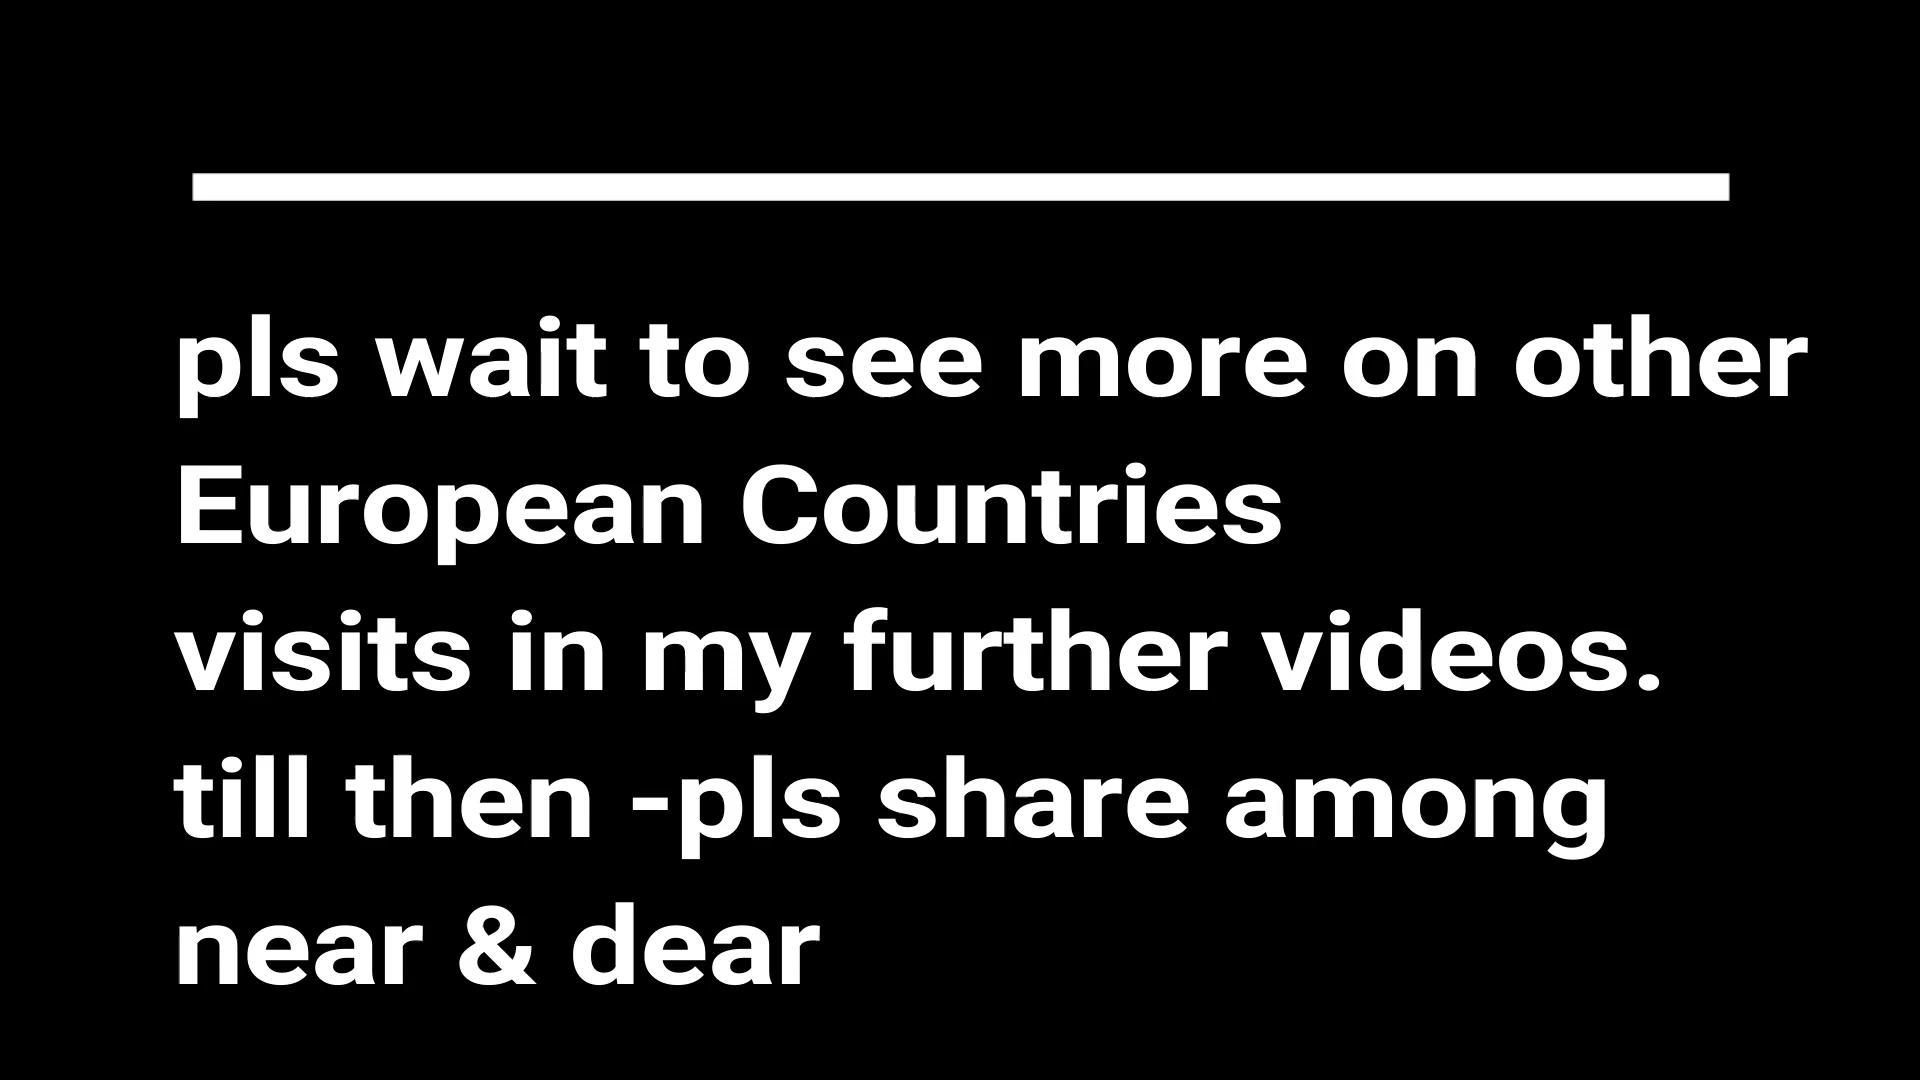 pls wait to see more on other
European Countries
visits in my further videos.
till then -pls share among
near & dear